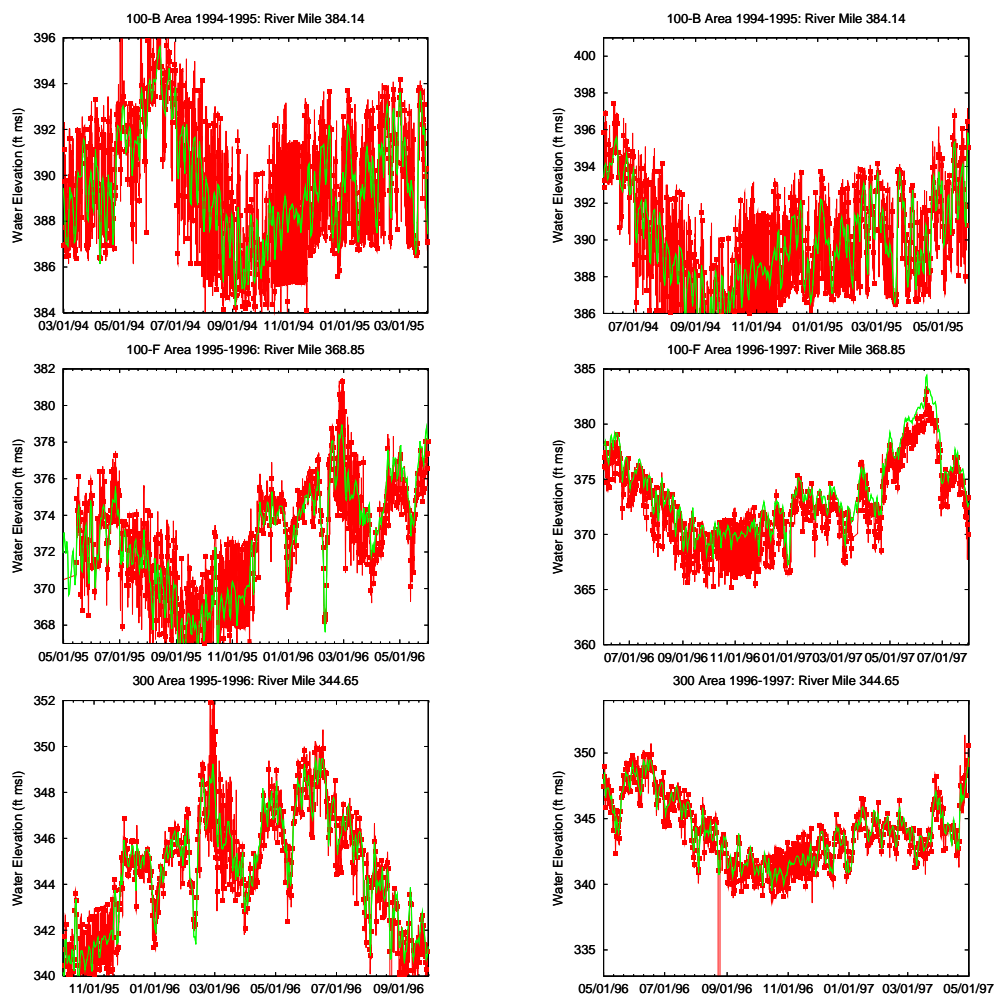 100-B Area 1994-1995: River Mile 384.14
Water Elevation (ft msl)
396
394
392
390
388
386
384
03/01/94 05/01/94 07/01/94 09/01/94 11/01/94 01/01/95 03/01/95
100-B Area 1994-1995: River Mile 384.14
Water Elevation (ft msl)
400
398
396
394
392
390
388
386
07/01/94 09/01/94 11/01/94 01/01/95 03/01/95 05/01/95
100-F Area 1995-1996: River Mile 368.85
Water Elevation (ft msl)
382
380
378
376
374
372
370
368
05/01/95 07/01/95 09/01/95 11/01/95 01/01/96 03/01/96 05/01/96
100-F Area 1996-1997: River Mile 368.85
Water Elevation (ft msl)
385
380
375
370
365
360
07/01/96 09/01/96 11/01/96 01/01/97 03/01/97 05/01/97 07/01/97
300 Area 1995-1996: River Mile 344.65
Water Elevation (ft msl)
352
350
348
346
344
342
340
11/01/95 01/01/96 03/01/96 05/01/96 07/01/96 09/01/96
300 Area 1996-1997: River Mile 344.65
Water Elevation (ft msl)
350
345
340
335
05/01/96 07/01/96 09/01/96 11/01/96 01/01/97 03/01/97 05/01/97